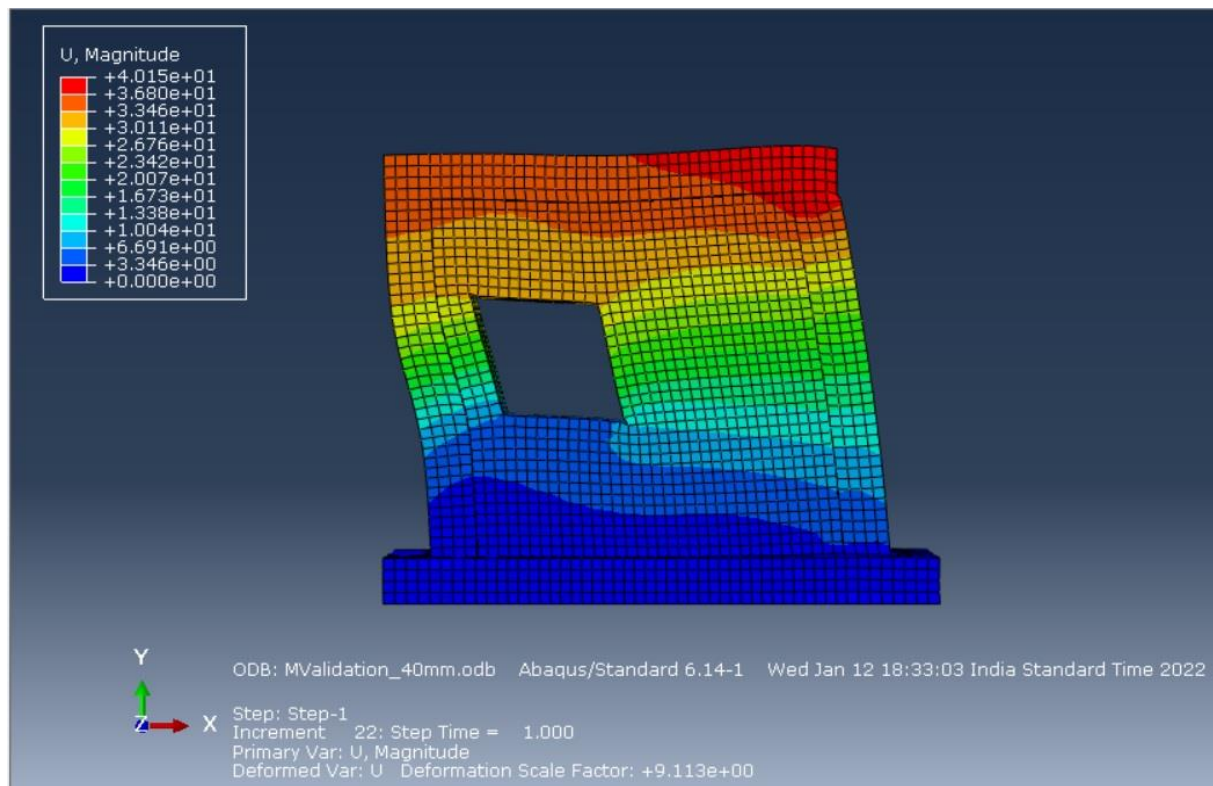 U, Magnitude
+4.015e+01
+3.680e+01
+3.346e+01
+3.011e+01
+2.676e+01
+2.342e+01
+2.007e+01
+1.673e+01
+1.338e+01
+1.004e+01
+6.691e+00
+3.346e+00
+0.000e+00
Y
Z
X
ODB: MValidation_40mm.odb Abaqus/Standard 6.14-1 Wed Jan 12 18:33:03 India Standard Time 2022
Step: Step-1
Increment 22: Step Time = 1.000
Primary Var: U, Magnitude
Deformed Var: U Deformation Scale Factor: +9.113e+00